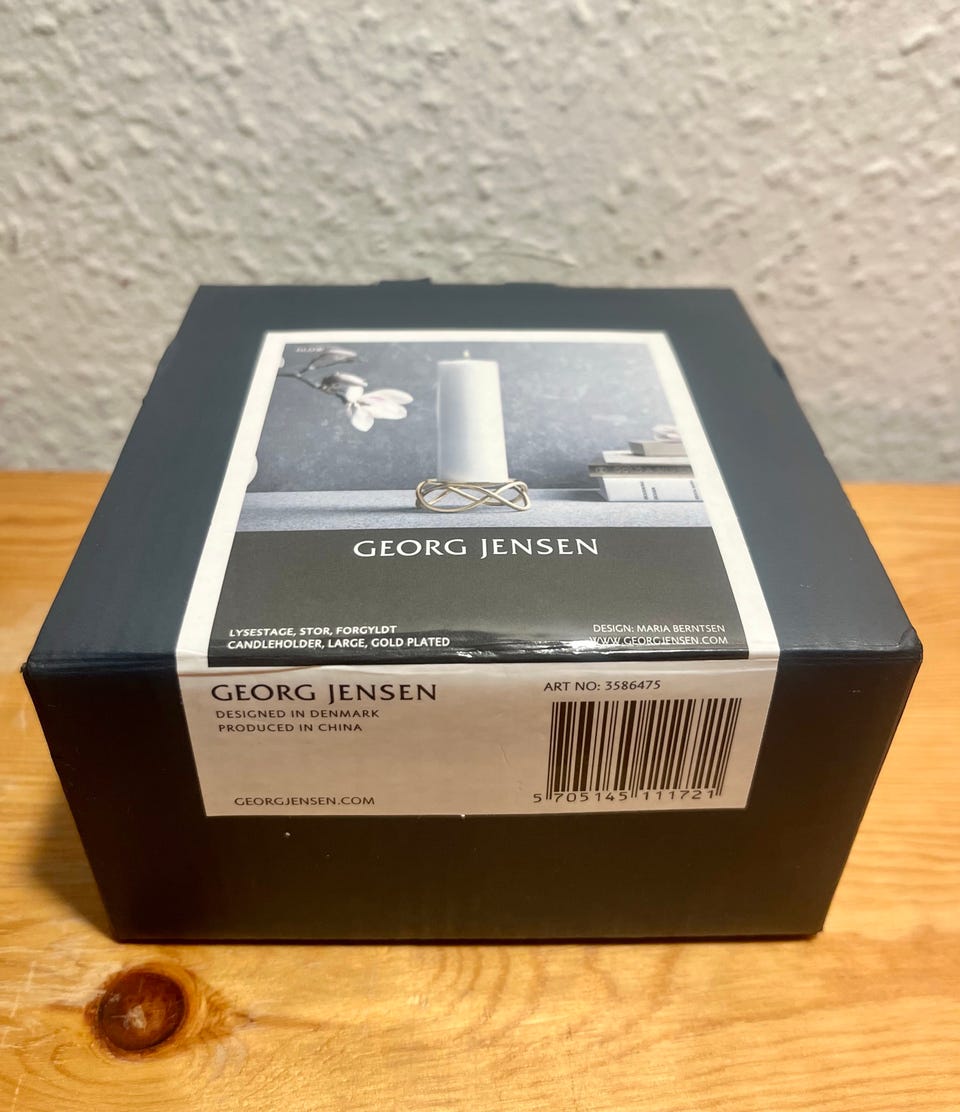 GLOW
GEORG JENSEN
LYSESTAGE, STOR, FORGYLDT
CANDLEHOLDER, LARGE, GOLD PLATED
DESIGN: MARIA BERNTSEN
WWW.GEORGJENSEN.COM
GEORG JENSEN
DESIGNED IN DENMARK
PRODUCED IN CHINA
GEORGJENSEN.COM
ART NO: 3586475
5 705145 111721